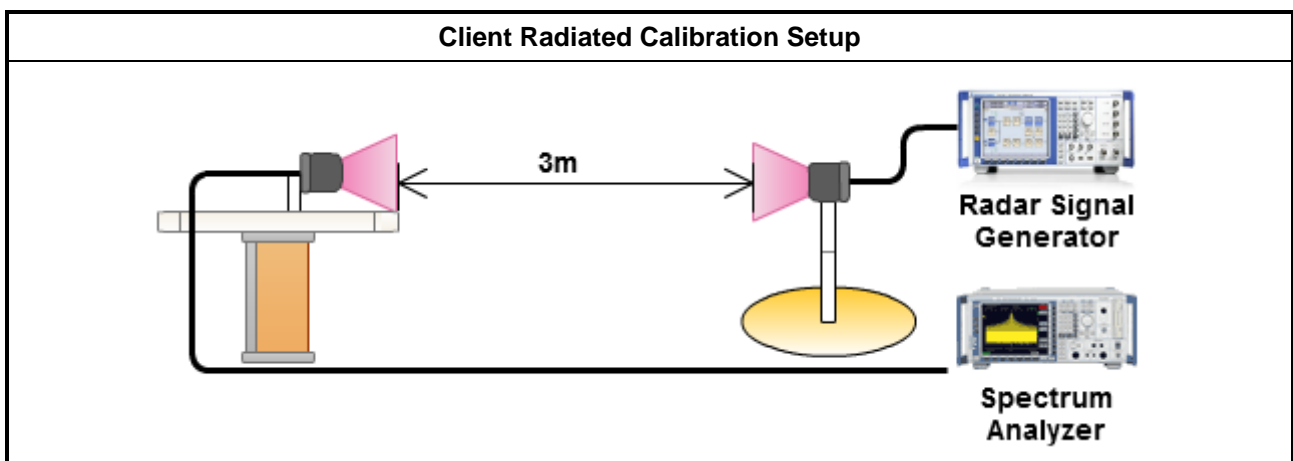 Client Radiated Calibration Setup
3m
Radar Signal
Generator
Spectrum
Analyzer